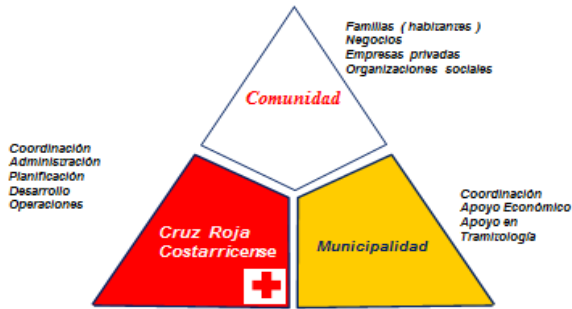 Familias ( habitantes )
Negocios
Empresas privadas
Organizaciones sociales
Comunidad
Coordinación
Administración
Planificación
Desarrollo
Operaciones
Cruz Roja
Costarricense
Municipalidad
Coordinación
Apoyo Económico
Apoyo en
Tramitología